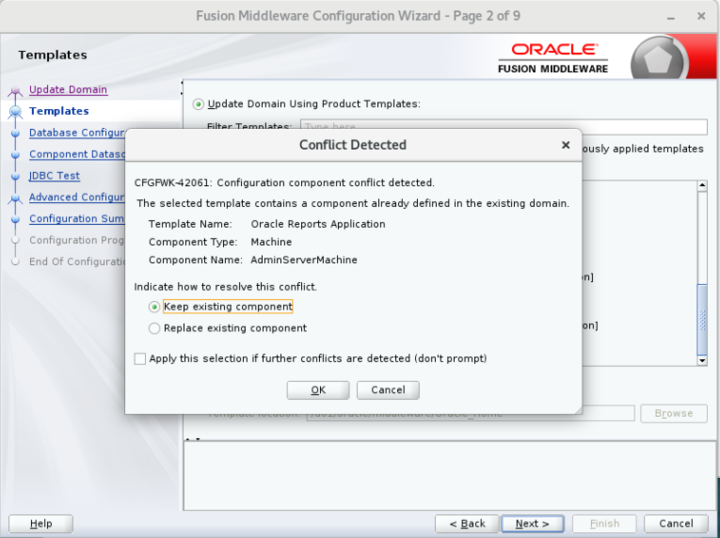 Fusion Middleware Configuration Wizard - Page 2 of 9
Templates
ORACLE
FUSION MIDDLEWARE
Update Domain
Templates
Database Configur
Component Datas
JDBC Test
Advanced Configur
Configuration Sum
Configuration Prog
End Of Configurati
Update Domain Using Product Templates:
Filter Templates: Type here
ously applied templates
Conflict Detected
CFGFWK-42061: Configuration component conflict detected.
The selected template contains a component already defined in the existing domain.
Template Name: Oracle Reports Application
Component Type: Machine
Component Name: AdminServerMachine
Indicate how to resolve this conflict.
Keep existing component
Replace existing component
Apply this selection if further conflicts are detected (don't prompt)
OK Cancel
n]
on]
Template location: /u01/oracle/middleware/Oracle_Home
Browse
Help
< Back Next > Finish Cancel